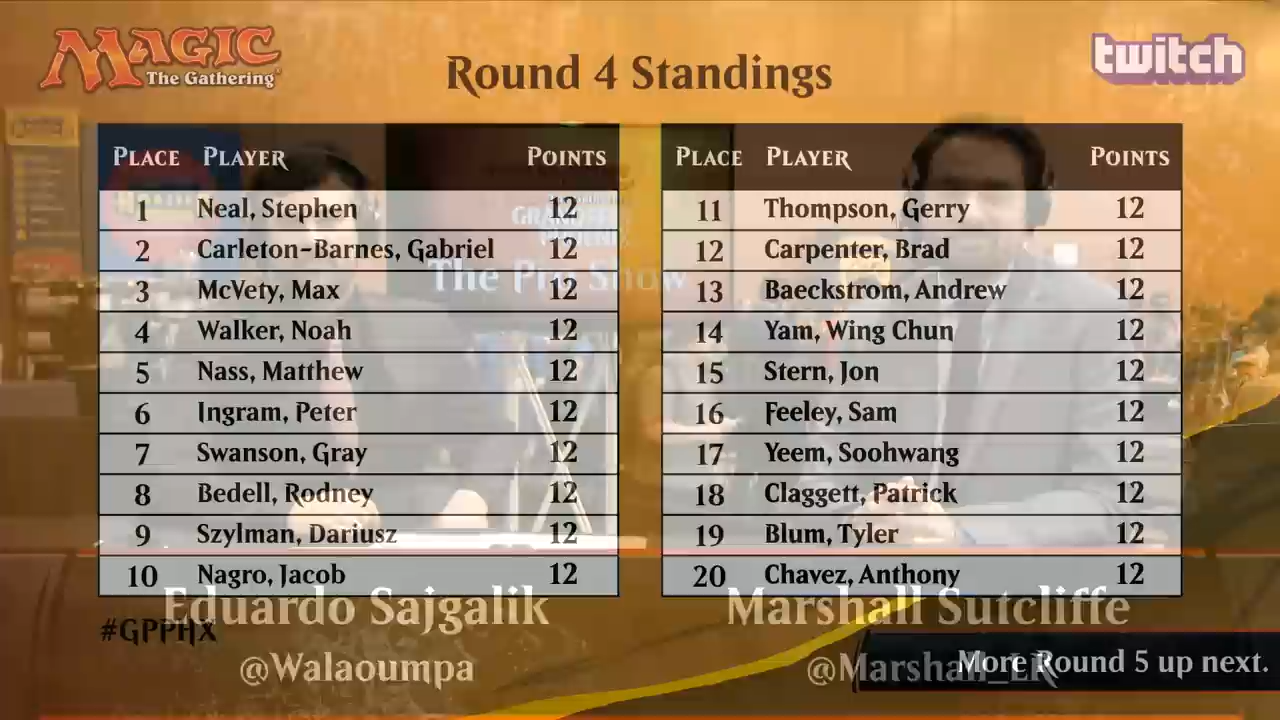 MAGIC
The Gathering
twitch
Round 4 Standings
PLACE PLAYER POINTS
1 Neal, Stephen 12
2 Carleton-Barnes, Gabriel 12
3 McVety, Max 12
4 Walker, Noah 12
5 Nass, Matthew 12
6 Ingram, Peter 12
7 Swanson, Gray 12
8 Bedell, Rodney 12
9 Szylman, Dariusz 12
10 Nagro, Jacob 12
PLACE PLAYER POINTS
11 Thompson, Gerry 12
12 Carpenter, Brad 12
13 Baeckstrom, Andrew 12
14 Yam, Wing Chun 12
15 Stern, Jon 12
16 Feeley, Sam 12
17 Yeem, Soohwang 12
18 Claggett, Patrick 12
19 Blum, Tyler 12
20 Chavez, Anthony 12
The Pro Show
Eduardo Sajgalik
@Walaoumpa
Marshall Sutcliffe
@Marshall_LR
#GPPHX
More Round 5 up next.